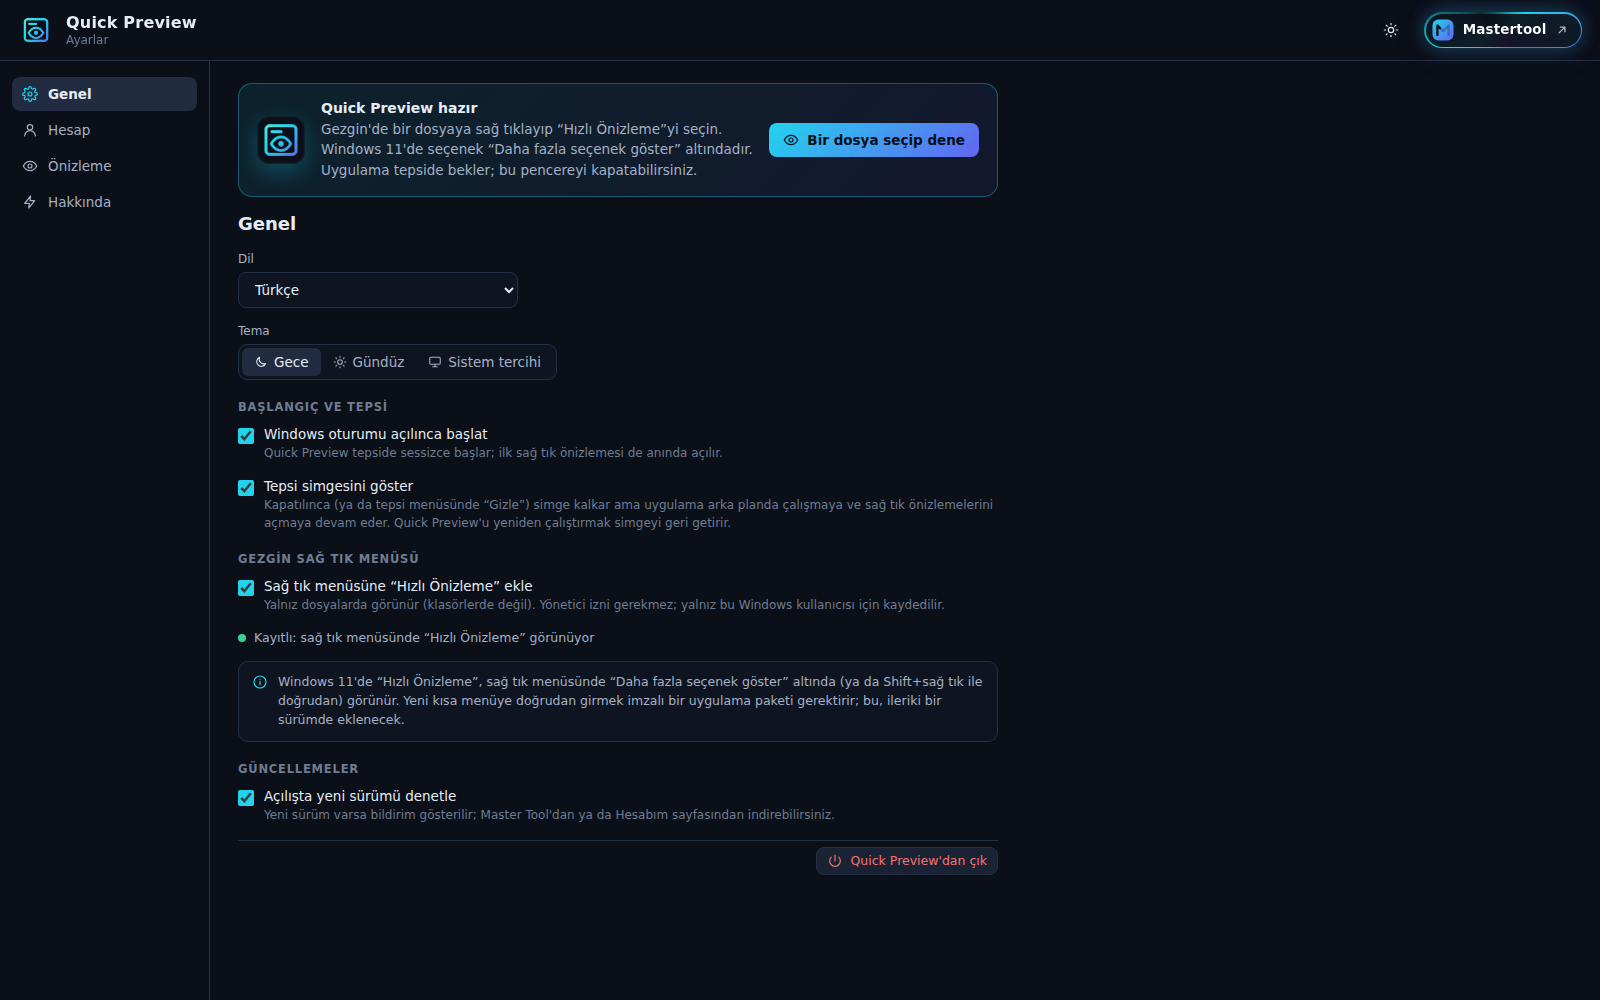 Quick Preview
Ayarlar
Mastertool
Genel
Hesap
Önizleme
Hakkında
Quick Preview hazır
Gezgin'de bir dosyaya sağ tıklayıp “Hızlı Önizleme”yi seçin.
Windows 11'de seçenek “Daha fazla seçenek göster” altındadır.
Uygulama tepside bekler; bu pencereyi kapatabilirsiniz.
Bir dosya seçip dene
Genel
Dil
Türkçe
Tema
Gece
Gündüz
Sistem tercihi
BAŞLANGIÇ VE TEPSİ
Windows oturumu açılınca başlat
Quick Preview tepside sessizce başlar; ilk sağ tık önizlemesi de anında açılır.
Tepsi simgesini göster
Kapatılınca (ya da tepsi menüsünde “Gizle”) simge kalkar ama uygulama arka planda çalışmaya ve sağ tık önizlemelerini
açmaya devam eder. Quick Preview'u yeniden çalıştırmak simgeyi geri getirir.
GEZGİN SAĞ TIK MENÜSÜ
Sağ tık menüsüne “Hızlı Önizleme” ekle
Yalnız dosyalarda görünür (klasörlerde değil). Yönetici izni gerekmez; yalnız bu Windows kullanıcısı için kaydedilir.
Kayıtlı: sağ tık menüsünde “Hızlı Önizleme” görünüyor
Windows 11'de “Hızlı Önizleme”, sağ tık menüsünde “Daha fazla seçenek göster” altında (ya da Shift+sağ tık ile
doğrudan) görünür. Yeni kısa menüye doğrudan girmek imzalı bir uygulama paketi gerektirir; bu, ileriki bir
sürümde eklenecek.
GÜNCELLEMELER
Açılışta yeni sürümü denetle
Yeni sürüm varsa bildirim gösterilir; Master Tool'dan ya da Hesabım sayfasından indirebilirsiniz.
Quick Preview'dan çık